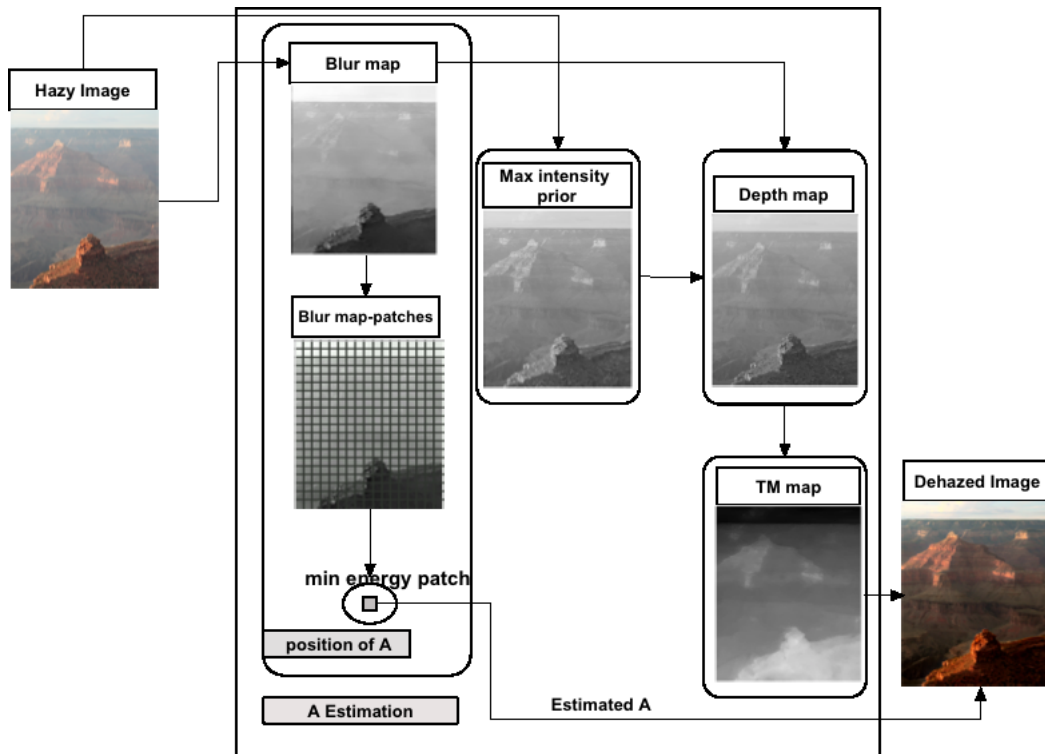 Hazy Image
Blur map
Max intensity
prior
Depth map
Blur map-patches
TM map
Dehazed Image
min energy patch
position of A
A Estimation
Estimated A